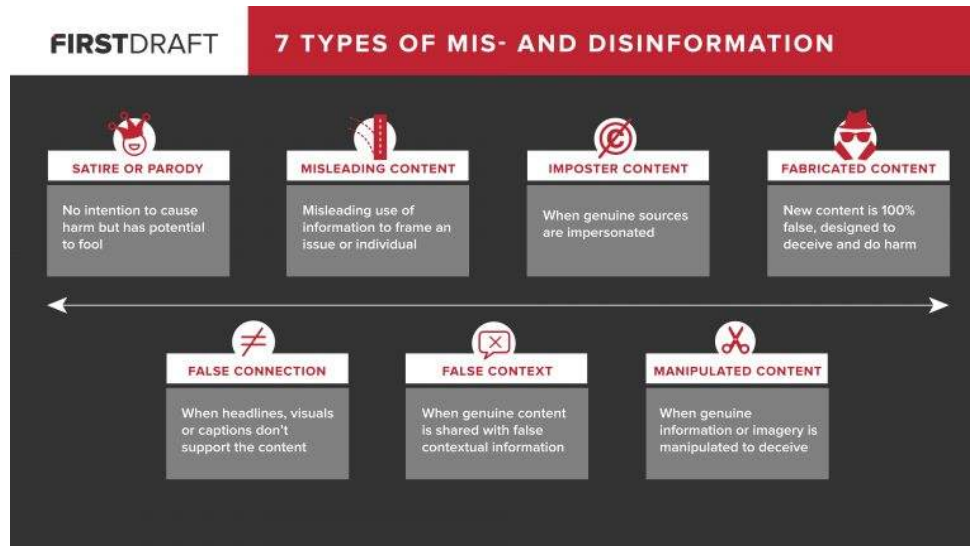 FIRSTDRAFT
7 TYPES OF MIS- AND DISINFORMATION
SATIRE OR PARODY
No intention to cause
harm but has potential
to fool
MISLEADING CONTENT
Misleading use of
information to frame an
issue or individual
IMPOSTER CONTENT
When genuine sources
are impersonated
FABRICATED CONTENT
New content is 100%
false, designed to
deceive and do harm
FALSE CONNECTION
When headlines, visuals
or captions don’t
support the content
FALSE CONTEXT
When genuine content
is shared with false
contextual information
MANIPULATED CONTENT
When genuine
information or imagery is
manipulated to deceive